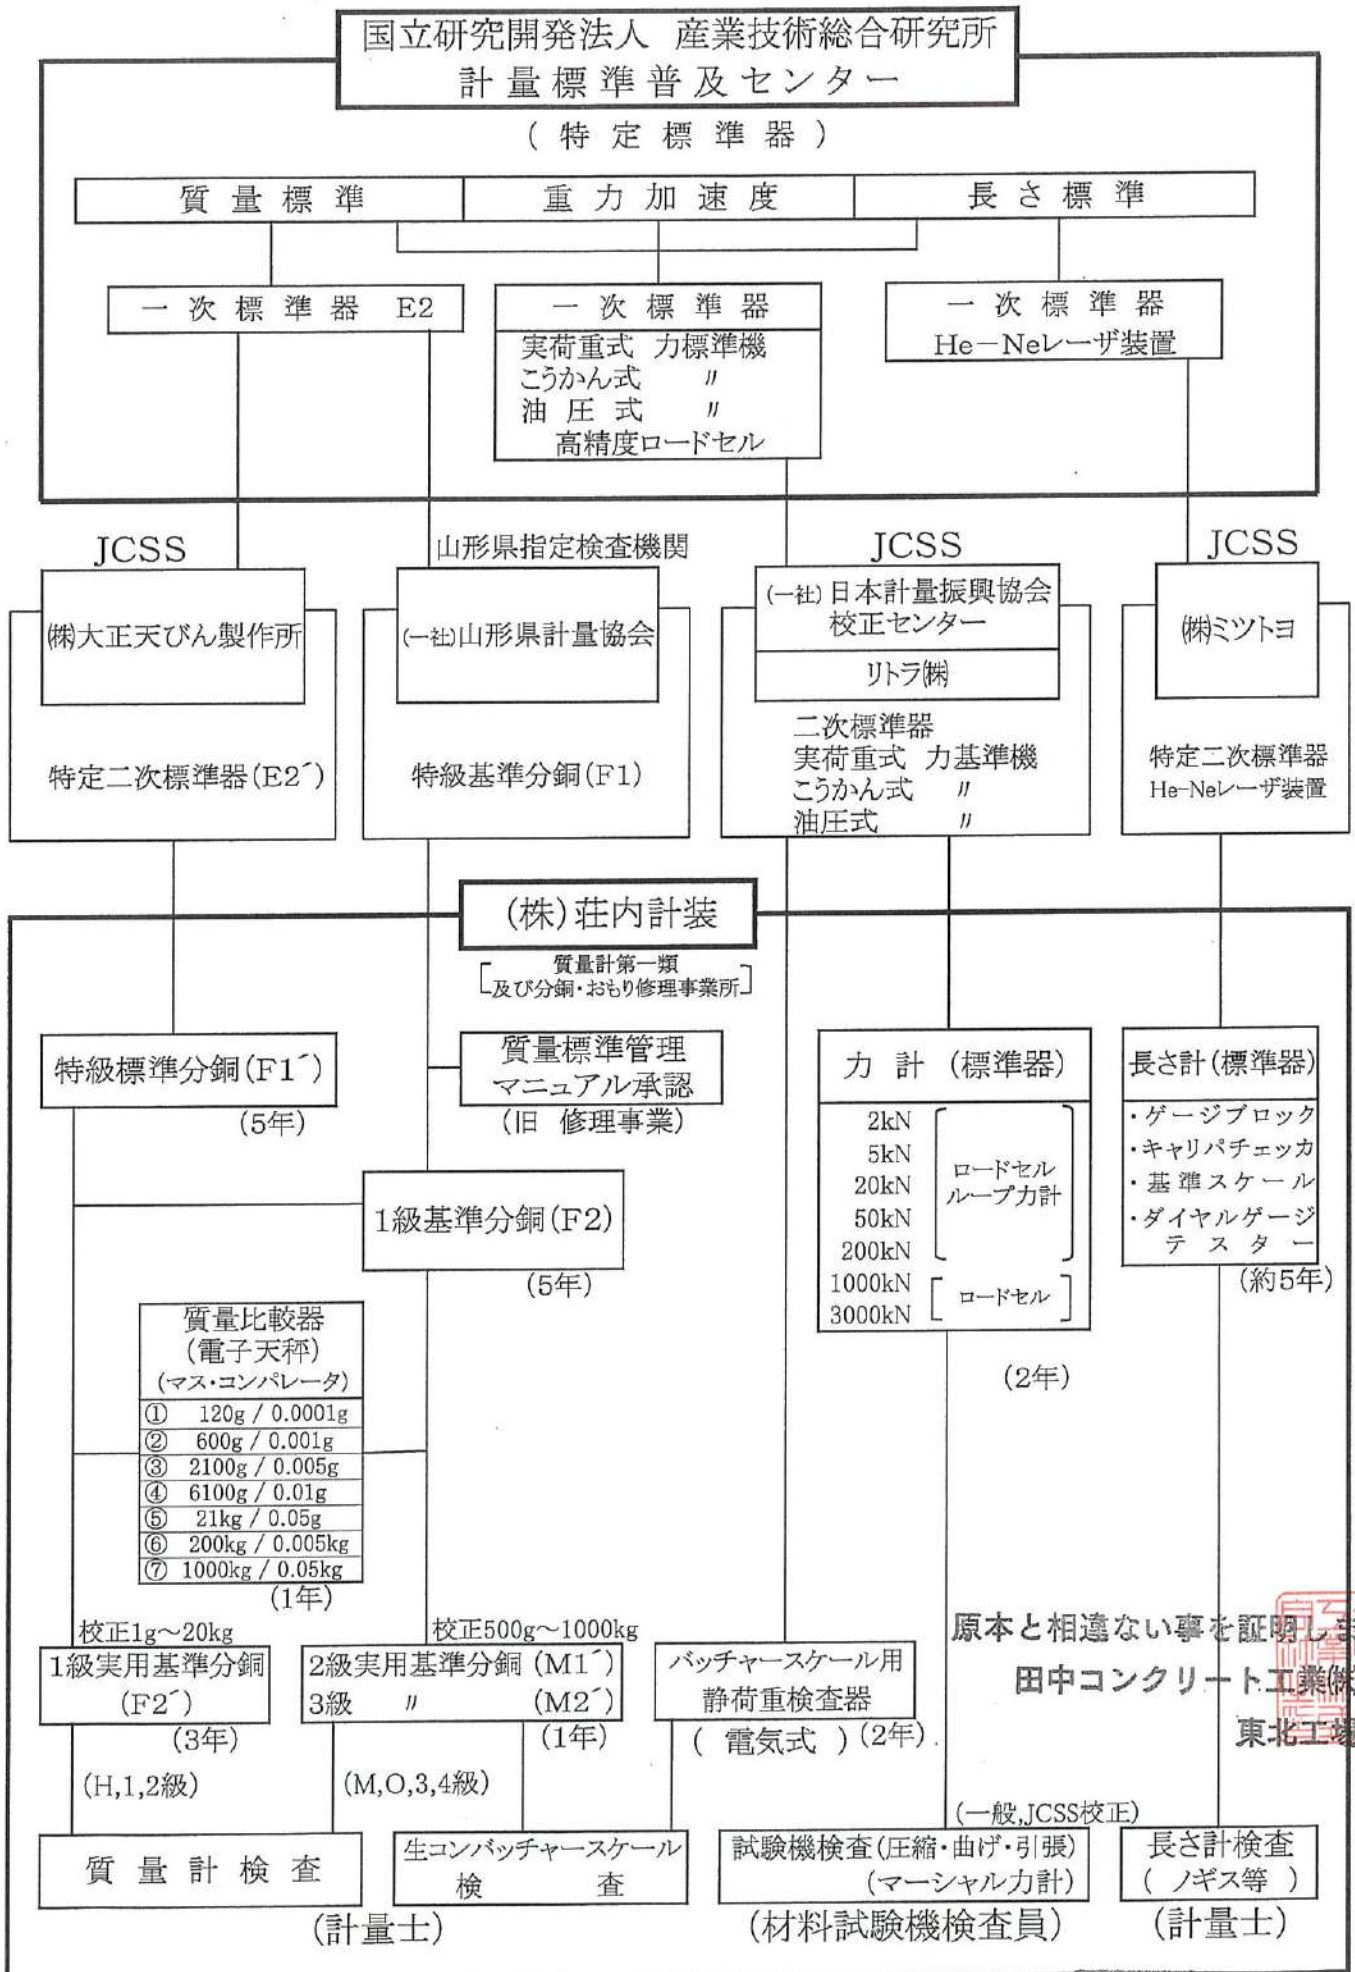 国立研究開発法人 産業技術総合研究所
計量標準普及センター
(特定標準器)
質量標準
重力加速度
長さ標準
一次標準器 E2
一次標準器
実荷重式 力標準機
こうかん式 〃
油圧式 〃
高精度ロードセル
一次標準器
He-Neレーザ装置
JCSS
㈱大正天びん製作所
特定二次標準器(E2´)
山形県指定検査機関
(一社)山形県計量協会
特級基準分銅(F1)
JCSS
(一社)日本計量振興協会
校正センター
リトラ㈱
二次標準器
実荷重式 力基準機
こうかん式 〃
油圧式 〃
JCSS
㈱ミツトヨ
特定二次標準器
He-Neレーザ装置
(株)荘内計装
質量計第一類
及び分銅・おもり修理事業所
特級標準分銅(F1´)
(5年)
質量標準管理
マニュアル承認
(旧 修理事業)
1級基準分銅(F2)
(5年)
力計 (標準器)
2kN
5kN
20kN
50kN
200kN
ロードセル
ループ力計
1000kN
3000kN
ロードセル
(2年)
長さ計(標準器)
・ゲージブロック
・キャリパチェッカ
・基準スケール
・ダイヤルゲージ
テスター
(約5年)
質量比較器
(電子天秤)
(マス・コンパレータ)
① 120g / 0.0001g
② 600g / 0.001g
③ 2100g / 0.005g
④ 6100g / 0.01g
⑤ 21kg / 0.05g
⑥ 200kg / 0.005kg
⑦ 1000kg / 0.05kg
(1年)
校正1g~20kg
1級実用基準分銅
(F2´)
(3年)
校正500g~1000kg
2級実用基準分銅 (M1´)
3級 〃 (M2´)
(1年)
バッチャースケール用
静荷重検査器
(電気式) (2年)
原本と相違ない事を証明しま
田中コンクリート工業㈱
東北工場
(H,1,2級)
(M,O,3,4級)
(一般,JCSS校正)
質量計検査
生コンバッチャースケール
検査
(計量士)
試験機検査(圧縮・曲げ・引張)
(マーシャル力計)
(材料試験機検査員)
長さ計検査
(ノギス等)
(計量士)